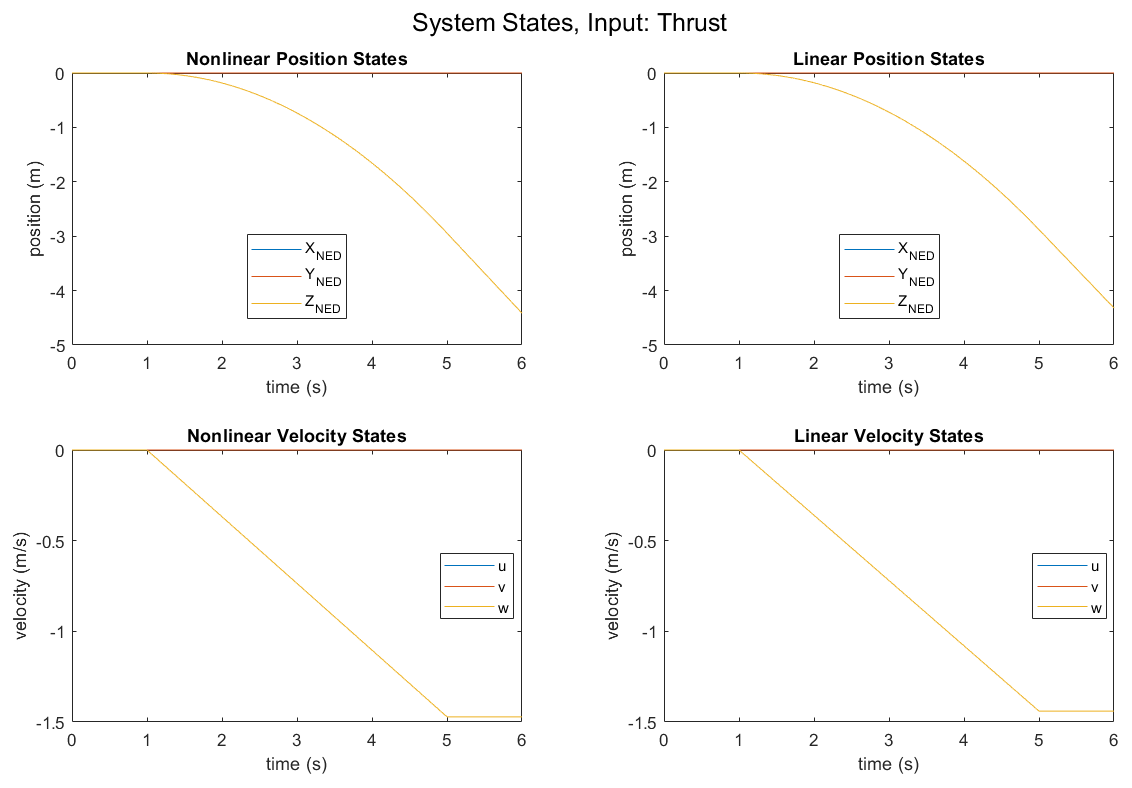 System States, Input: Thrust
Nonlinear Position States
0
-1
-2
-3
-4
-5
position (m)
X_NED
Y_NED
Z_NED
0 1 2 3 4 5 6
time (s)
Linear Position States
0
-1
-2
-3
-4
-5
position (m)
X_NED
Y_NED
Z_NED
0 1 2 3 4 5 6
time (s)
Nonlinear Velocity States
0
-0.5
-1
-1.5
velocity (m/s)
u
v
w
0 1 2 3 4 5 6
time (s)
Linear Velocity States
0
-0.5
-1
-1.5
velocity (m/s)
u
v
w
0 1 2 3 4 5 6
time (s)